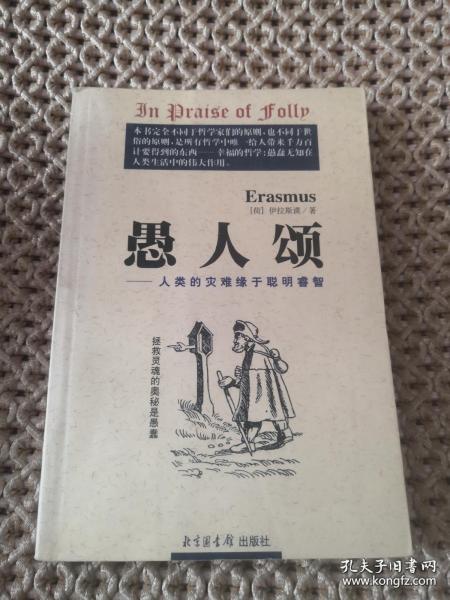 In Praise of Folly
本书完全不同于哲学家们的原则，也不同于世
俗的原则，是所有哲学中唯一给人带来千方百
计要得到的东西——幸福的哲学；愚蠢无知在
人类生活中的伟大作用。
Erasmus
［荷］伊拉斯谟／著
愚人颂
——人类的灾难缘于聪明睿智
拯救灵魂的奥秘是愚蠢
北京图书馆出版社
孔夫子旧书网
www.kongfz.com